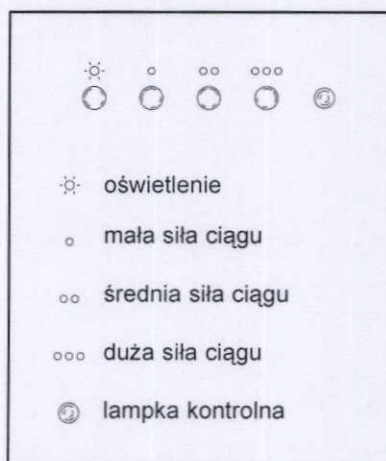 oświetlenie
mała siła ciągu
średnia siła ciągu
duża siła ciągu
lampka kontrolna